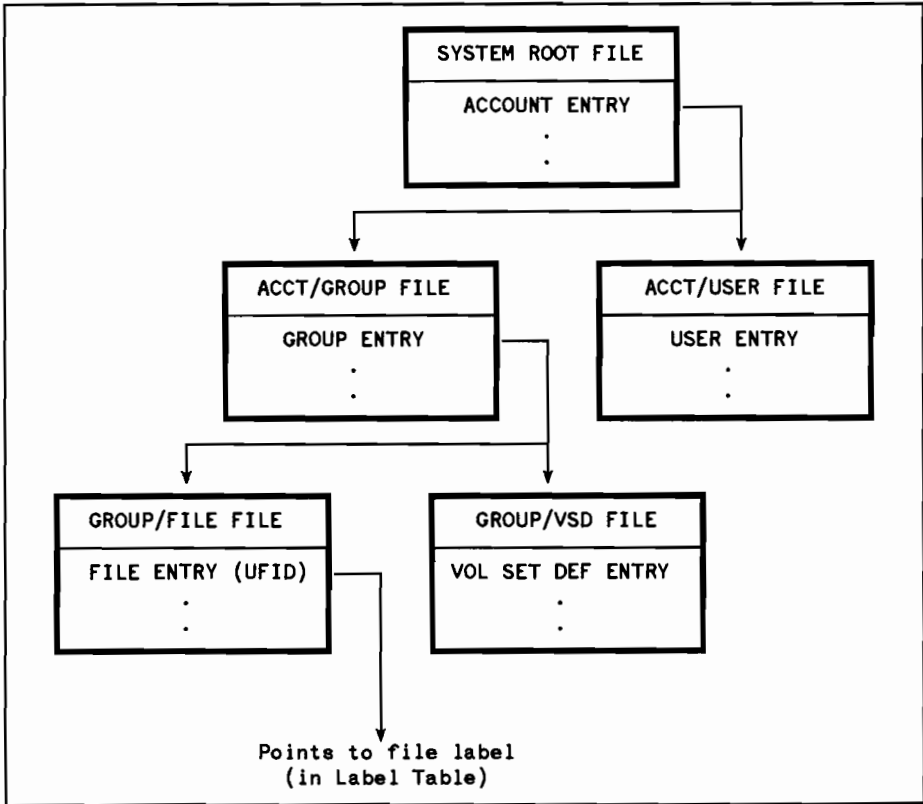 SYSTEM ROOT FILE
ACCOUNT ENTRY
.
.
ACCT/GROUP FILE
GROUP ENTRY
.
.
ACCT/USER FILE
USER ENTRY
.
.
GROUP/FILE FILE
FILE ENTRY (UFID)
.
.
GROUP/VSD FILE
VOL SET DEF ENTRY
.
.
Points to file label
(in Label Table)